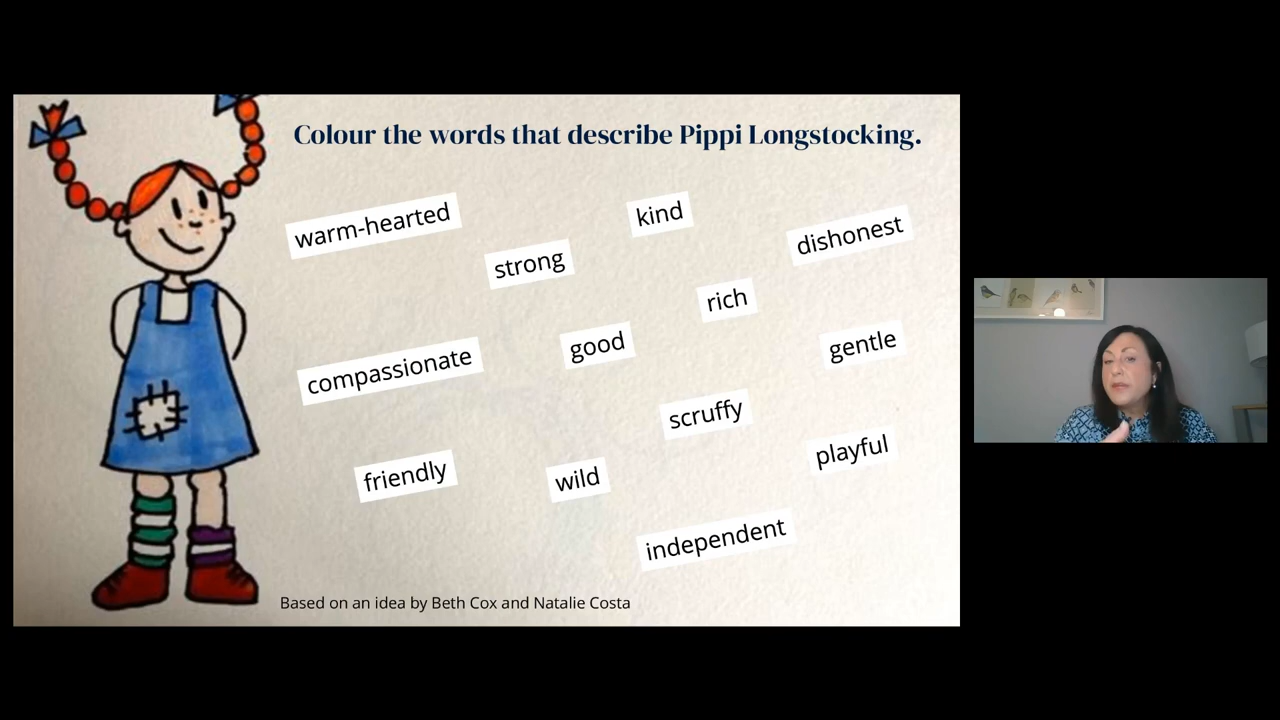 Colour the words that describe Pippi Longstocking.
warm-hearted
strong
kind
dishonest
rich
good
gentle
compassionate
scruffy
playful
friendly
wild
independent
Based on an idea by Beth Cox and Natalie Costa